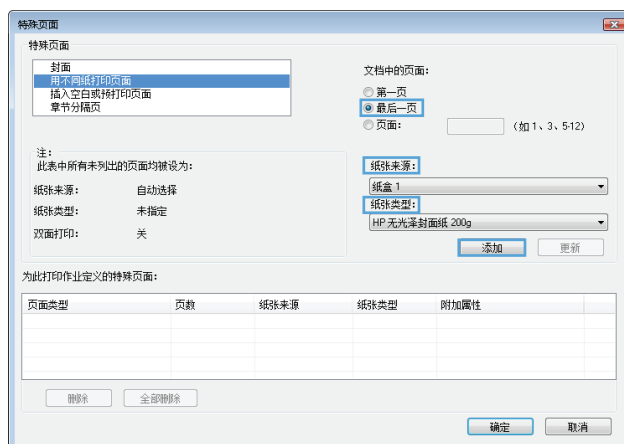 特殊页面
特殊页面
封面
用不同纸打印页面
插入空白或预打印页面
章节分隔页
文档中的页面：
第一页
最后一页
页面： （如 1、3、5-12）
注：
此表中所有未列出的页面均被设为：
纸张来源： 自动选择
纸张类型： 未指定
双面打印： 关
纸张来源：
纸盒 1
纸张类型：
HP 无光泽封面纸 200g
添加 更新
为此打印作业定义的特殊页面：
页面类型 页数 纸张来源 纸张类型 附加属性
删除 全部删除
确定 取消